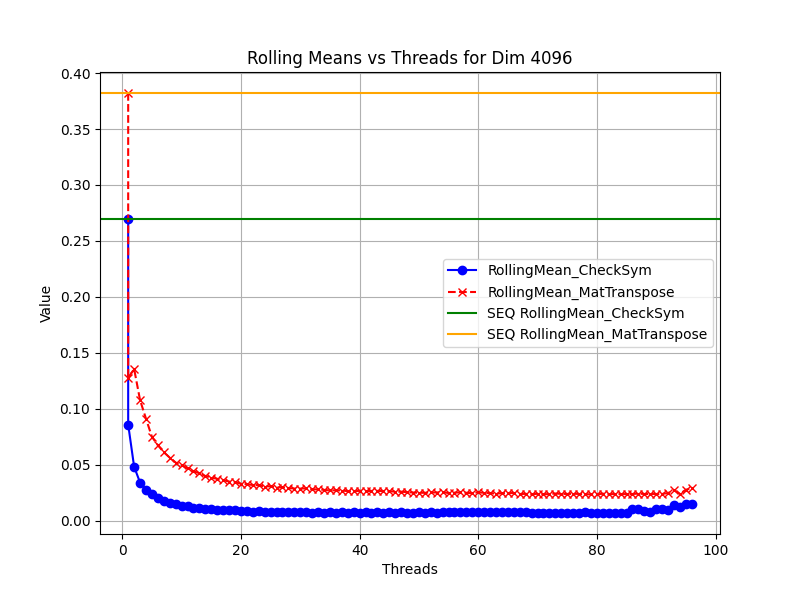 Rolling Means vs Threads for Dim 4096
0.40
0.35
0.30
0.25
0.20
0.15
0.10
0.05
0.00
Value
RollingMean_CheckSym
RollingMean_MatTranspose
SEQ RollingMean_CheckSym
SEQ RollingMean_MatTranspose
0 20 40 60 80 100
Threads